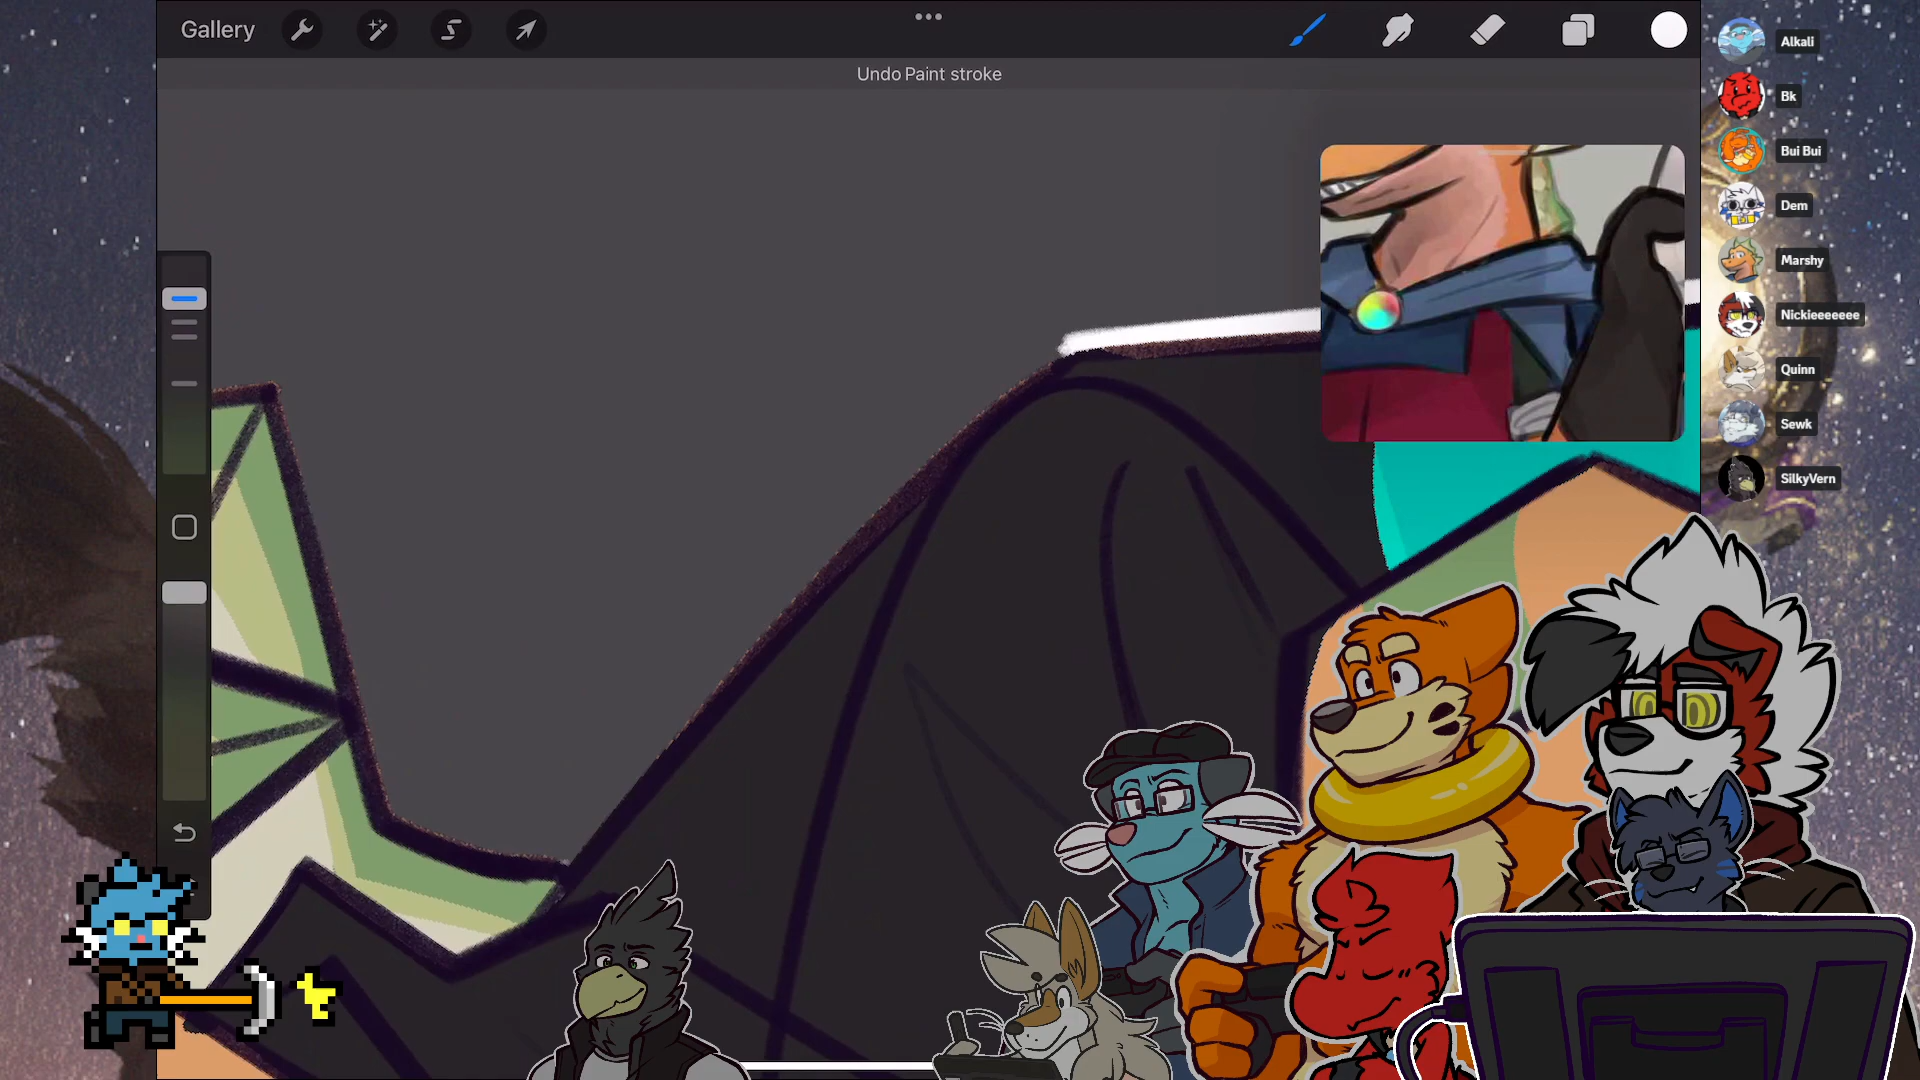 Gallery
Undo Paint stroke
Alkali
Bk
Bui Bui
Dem
Marshy
Nickieeeeeee
Quinn
Sewk
SilkyVern